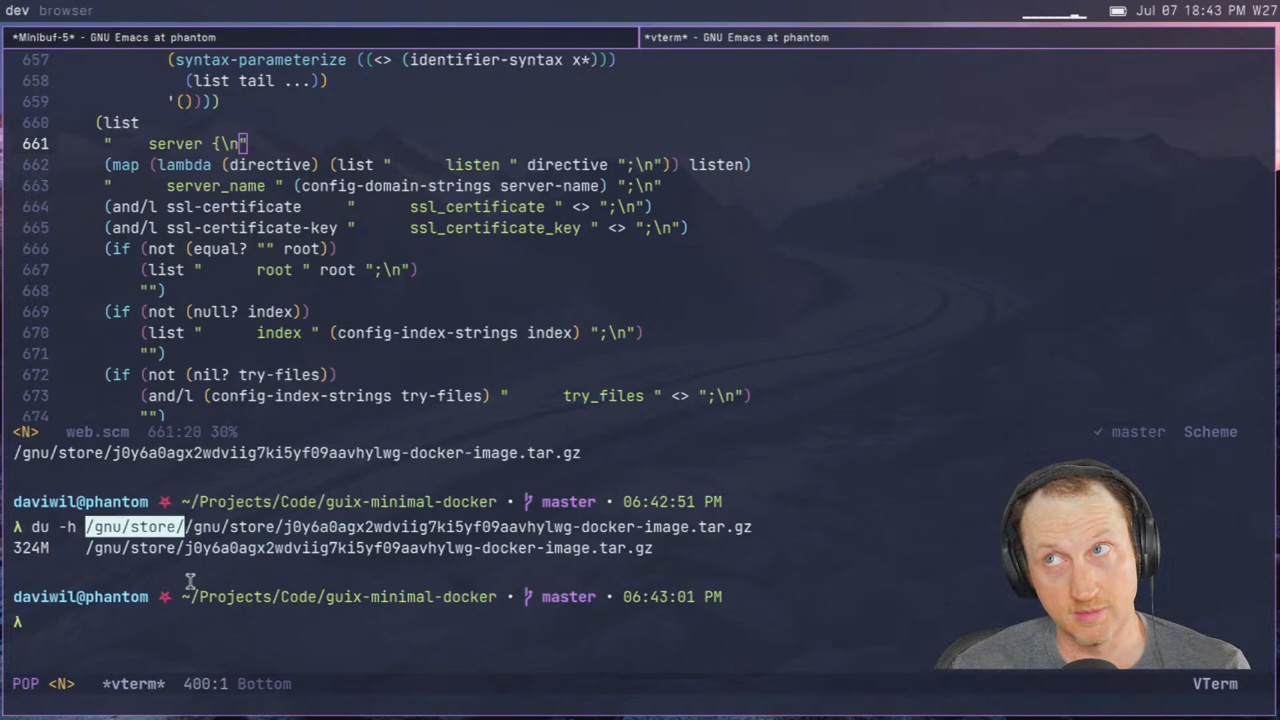 dev browser
Jul 07 18:43 W27
*Minibuf-5* - GNU Emacs at phantom
*vterm* - GNU Emacs at phantom
657 (syntax-parameterize ((<> (identifier-syntax x*)))
658 (list tail ...))
659 '())))
660 (list
661 " server {\n"
662 (map (lambda (directive) (list " listen " directive ";\n")) listen)
663 " server_name " (config-domain-strings server-name) ";\n"
664 (and/l ssl-certificate " ssl_certificate " <> ";\n")
665 (and/l ssl-certificate-key " ssl_certificate_key " <> ";\n")
666 (if (not (equal? "" root))
667 (list " root " root ";\n")
668 "")
669 (if (not (null? index))
670 (list " index " (config-index-strings index) ";\n")
671 "")
672 (if (not (nil? try-files))
673 (and/l (config-index-strings try-files) " try_files " <> ";\n")
674 "")
<N> web.scm 661:20 30% ✓ master Scheme
/gnu/store/j0y6a0agx2wdviig7ki5yf09aavhylwg-docker-image.tar.gz
daviwil@phantom ⛧ ~/Projects/Code/guix-minimal-docker • master • 06:42:51 PM
λ du -h /gnu/store//gnu/store/j0y6a0agx2wdviig7ki5yf09aavhylwg-docker-image.tar.gz
324M /gnu/store/j0y6a0agx2wdviig7ki5yf09aavhylwg-docker-image.tar.gz
daviwil@phantom ⛧ ~/Projects/Code/guix-minimal-docker • master • 06:43:01 PM
λ
POP <N> *vterm* 400:1 Bottom VTerm